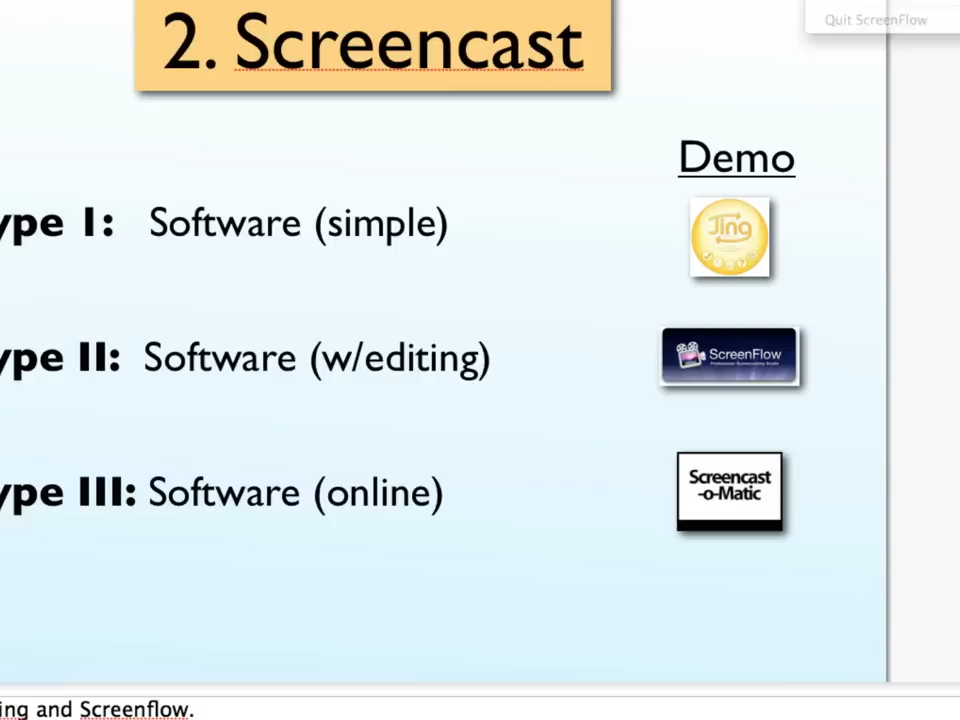 Quit ScreenFlow
2. Screencast
Demo
ype 1: Software (simple)
Jing
ype II: Software (w/editing)
ScreenFlow
Professional Screencasting Studio
ype III: Software (online)
Screencast
-o-Matic
ing and Screenflow.